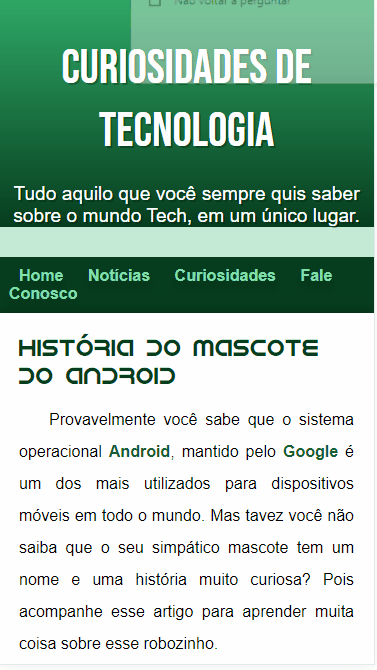 Não voltar a pergunta!
CURIOSIDADES DE
TECNOLOGIA
Tudo aquilo que você sempre quis saber
sobre o mundo Tech, em um único lugar.
Home Notícias Curiosidades Fale
Conosco
HISTÓRIA DO MASCOTE
DO ANDROID
Provavelmente você sabe que o sistema
operacional Android, mantido pelo Google é
um dos mais utilizados para dispositivos
móveis em todo o mundo. Mas tavez você não
saiba que o seu simpático mascote tem um
nome e uma história muito curiosa? Pois
acompanhe esse artigo para aprender muita
coisa sobre esse robozinho.